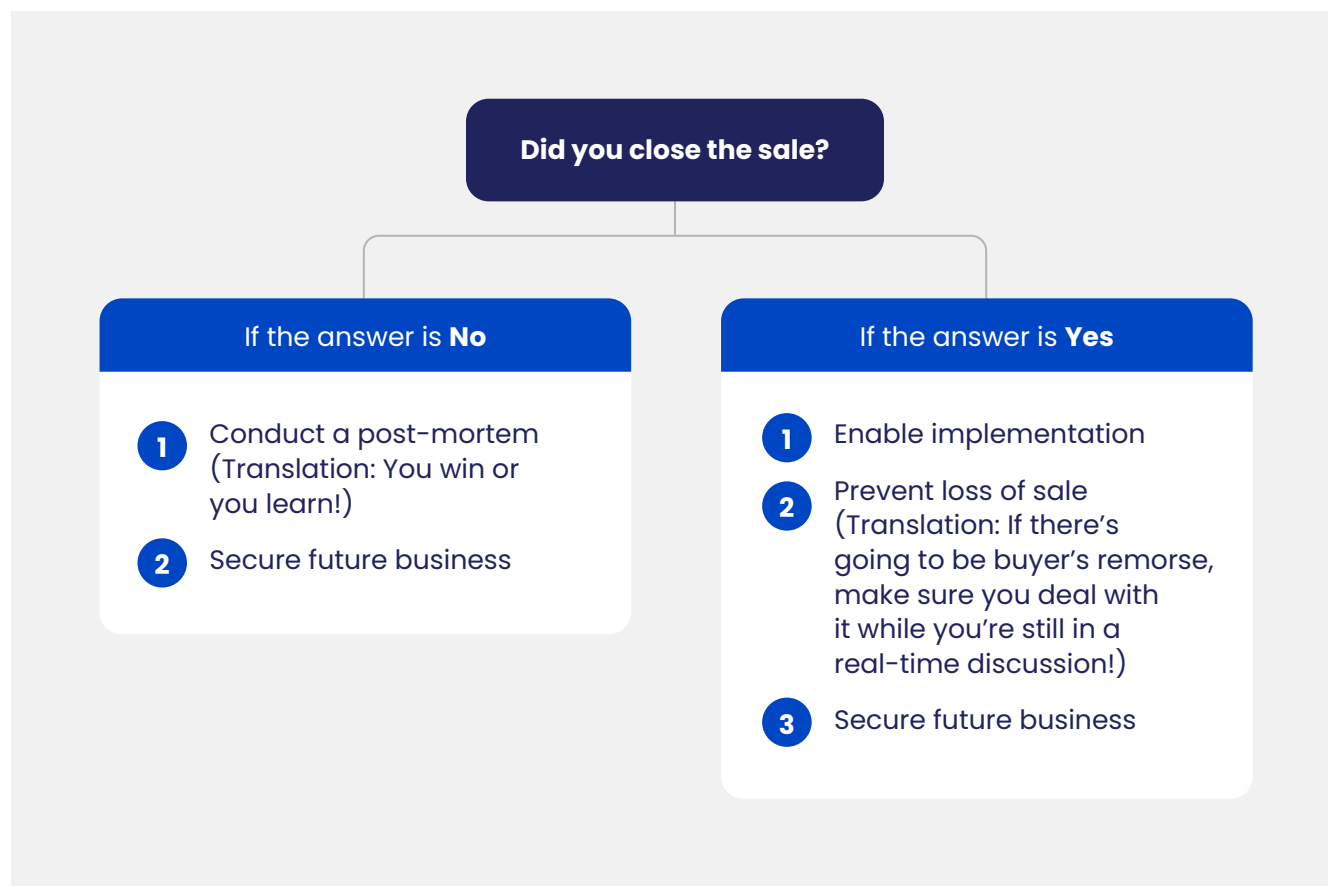 Did you close the sale?
If the answer is No
1
Conduct a post-mortem
(Translation: You win or
you learn!)
2
Secure future business
If the answer is Yes
1
Enable implementation
2
Prevent loss of sale
(Translation: If there’s
going to be buyer’s remorse,
make sure you deal with
it while you’re still in a
real-time discussion!)
3
Secure future business